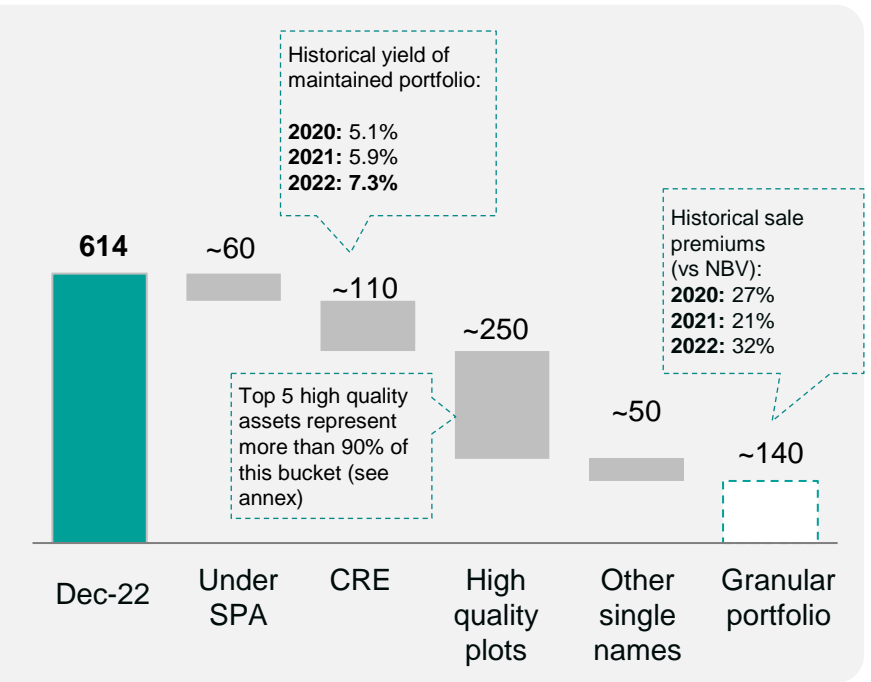 Historical yield of
maintained portfolio:
2020: 5.1%
2021: 5.9%
2022: 7.3%
Historical sale
premiums
(vs NBV):
2020: 27%
2021: 21%
2022: 32%
614
~60
~110
~250
Top 5 high quality
assets represent
more than 90% of
this bucket (see
annex)
~50
~140
Dec-22
Under
SPA
CRE
High
quality
plots
Other
single
names
Granular
portfolio